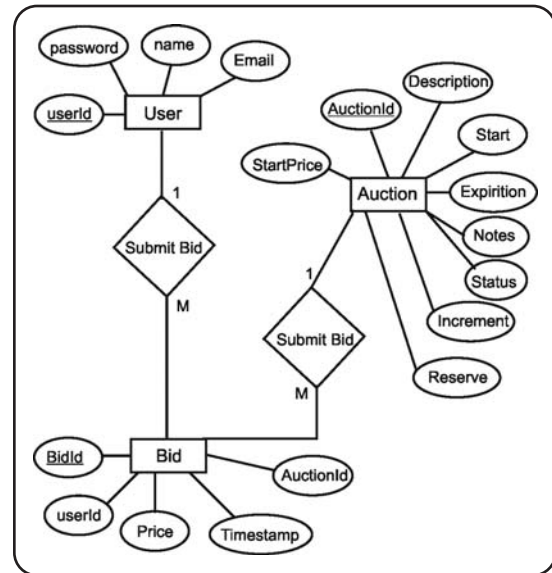 password
name
Email
userId
User
Description
AuctionId
Start
StartPrice
Auction
Expirition
Notes
Status
Increment
Reserve
1
Submit Bid
M
1
Submit Bid
M
BidId
Bid
AuctionId
userId
Price
Timestamp